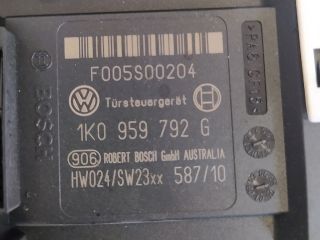 F005S00204
Türsteuergerät
1K0 959 792 G
906 ROBERT BOSCH GmbH AUSTRALIA
HW024/SW23xx 587/10
BOSCH